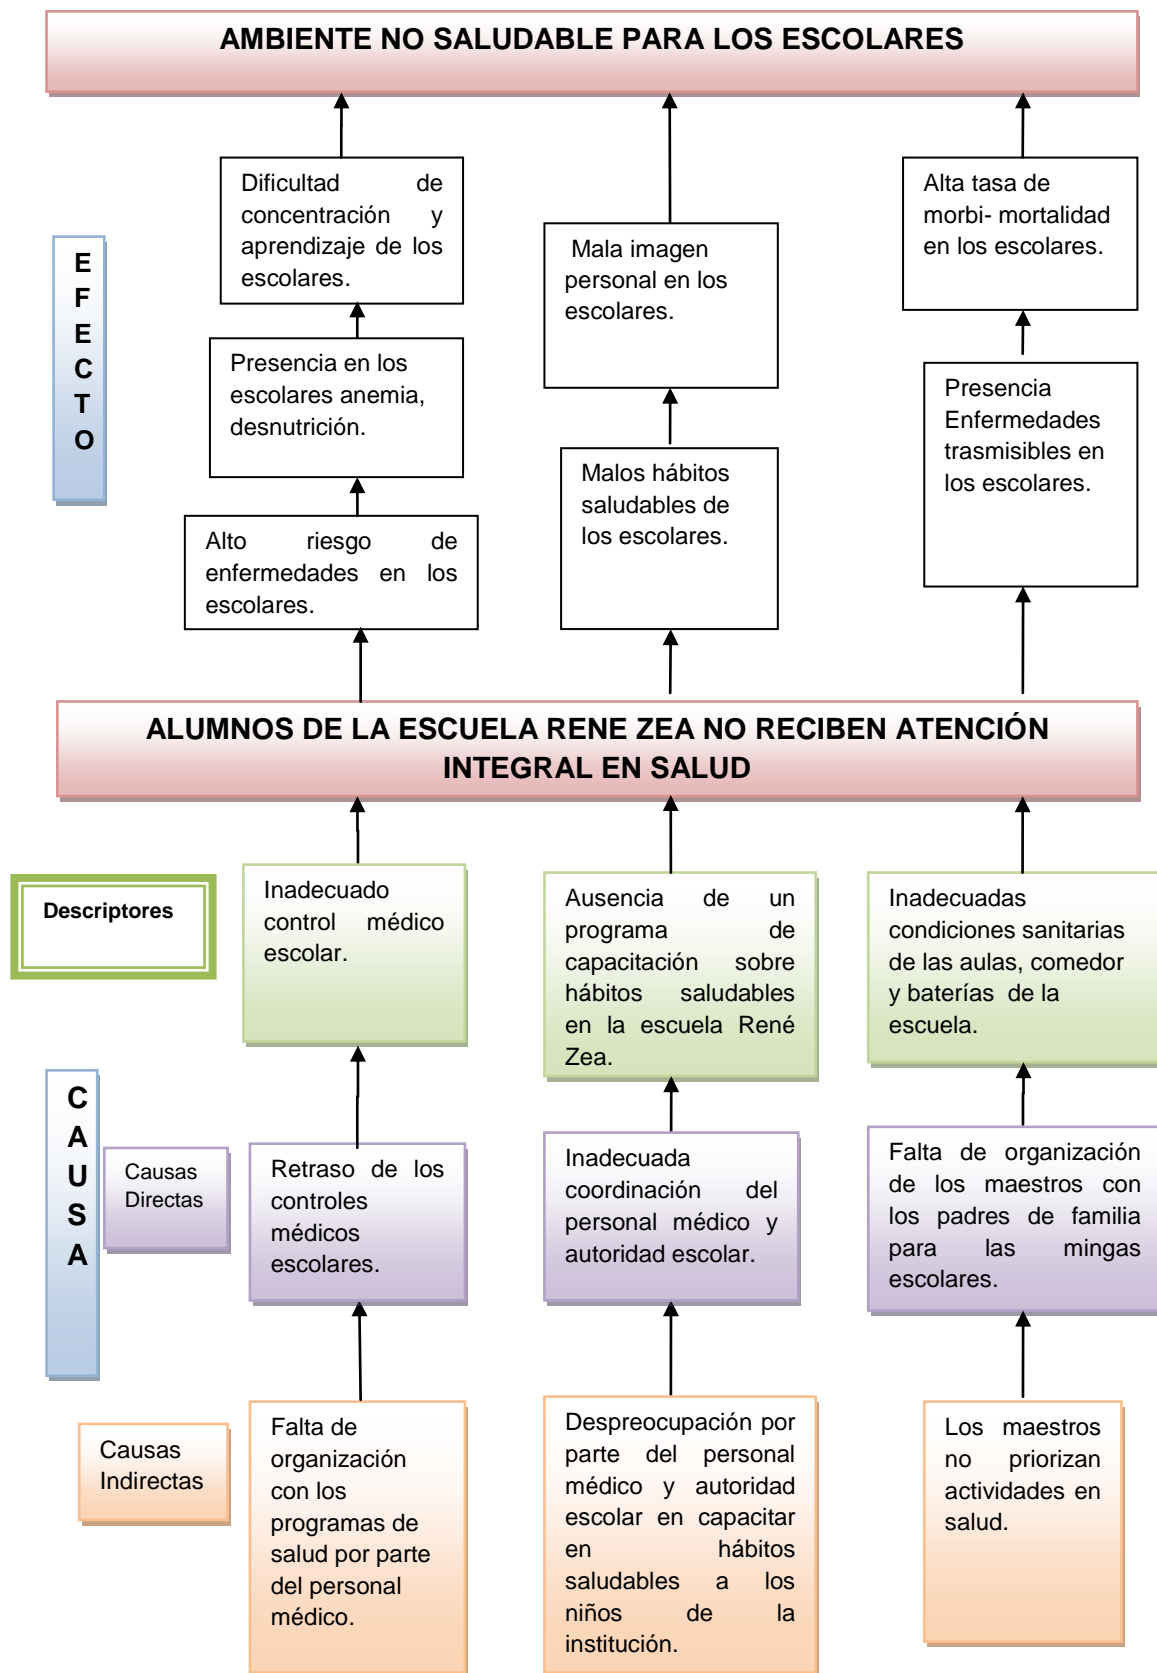 AMBIENTE NO SALUDABLE PARA LOS ESCOLARES
Dificultad de
concentración y
aprendizaje de los
escolares.
Mala imagen
personal en los
escolares.
Alta tasa de
morbi- mortalidad
en los escolares.
E
F
E
C
T
O
Presencia en los
escolares anemia,
desnutrición.
Malos hábitos
saludables de
los escolares.
Presencia
Enfermedades
trasmisibles en
los escolares.
Alto riesgo de
enfermedades en los
escolares.
ALUMNOS DE LA ESCUELA RENE ZEA NO RECIBEN ATENCIÓN
INTEGRAL EN SALUD
Descriptores
Inadecuado
control médico
escolar.
Ausencia de un
programa de
capacitación sobre
hábitos saludables
en la escuela René
Zea.
Inadecuadas
condiciones sanitarias
de las aulas, comedor
y baterías de la
escuela.
C
A
U
S
A
Causas
Directas
Retraso de los
controles
médicos
escolares.
Inadecuada
coordinación del
personal médico y
autoridad escolar.
Falta de organización
de los maestros con
los padres de familia
para las mingas
escolares.
Causas
Indirectas
Falta de
organización
con los
programas de
salud por parte
del personal
médico.
Despreocupación por
parte del personal
médico y autoridad
escolar en capacitar
en hábitos
saludables a los
niños de la
institución.
Los maestros
no priorizan
actividades en
salud.